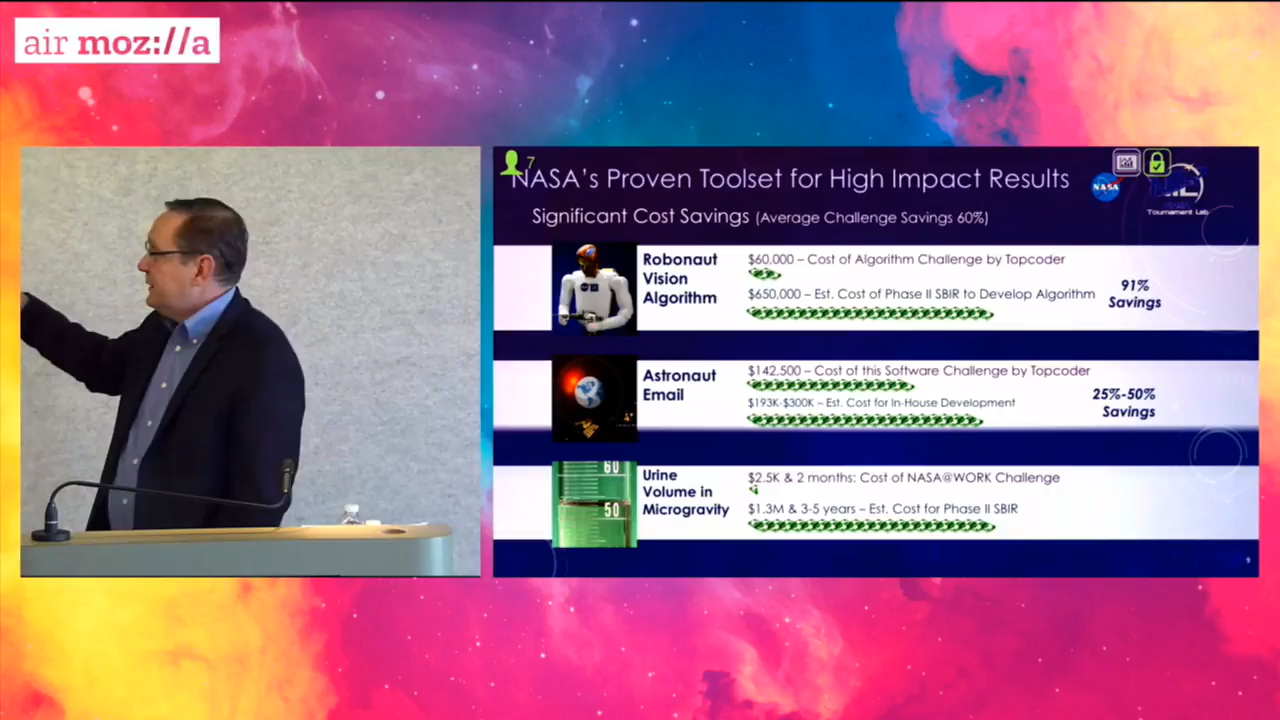 air moz://a
7
NASA's Proven Toolset for High Impact Results
Significant Cost Savings (Average Challenge Savings 60%)
NASA
Tournament Lab
Robonaut
Vision
Algorithm
$60,000 – Cost of Algorithm Challenge by Topcoder
$650,000 – Est. Cost of Phase II SBIR to Develop Algorithm
91%
Savings
Astronaut
Email
$142,500 – Cost of this Software Challenge by Topcoder
$193K-$300K – Est. Cost for In-House Development
25%-50%
Savings
60
50
Urine
Volume in
Microgravity
$2.5K & 2 months: Cost of NASA@WORK Challenge
$1.3M & 3-5 years – Est. Cost for Phase II SBIR
9